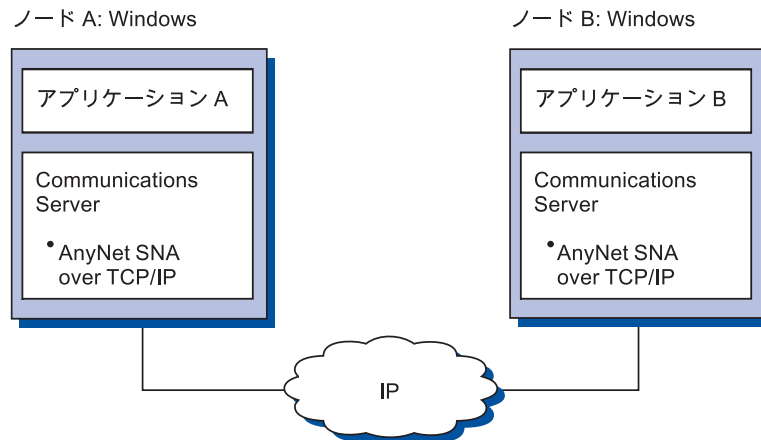 ノード A: Windows
アプリケーション A
Communications
Server
• AnyNet SNA
over TCP/IP
ノード B: Windows
アプリケーション B
Communications
Server
• AnyNet SNA
over TCP/IP
IP